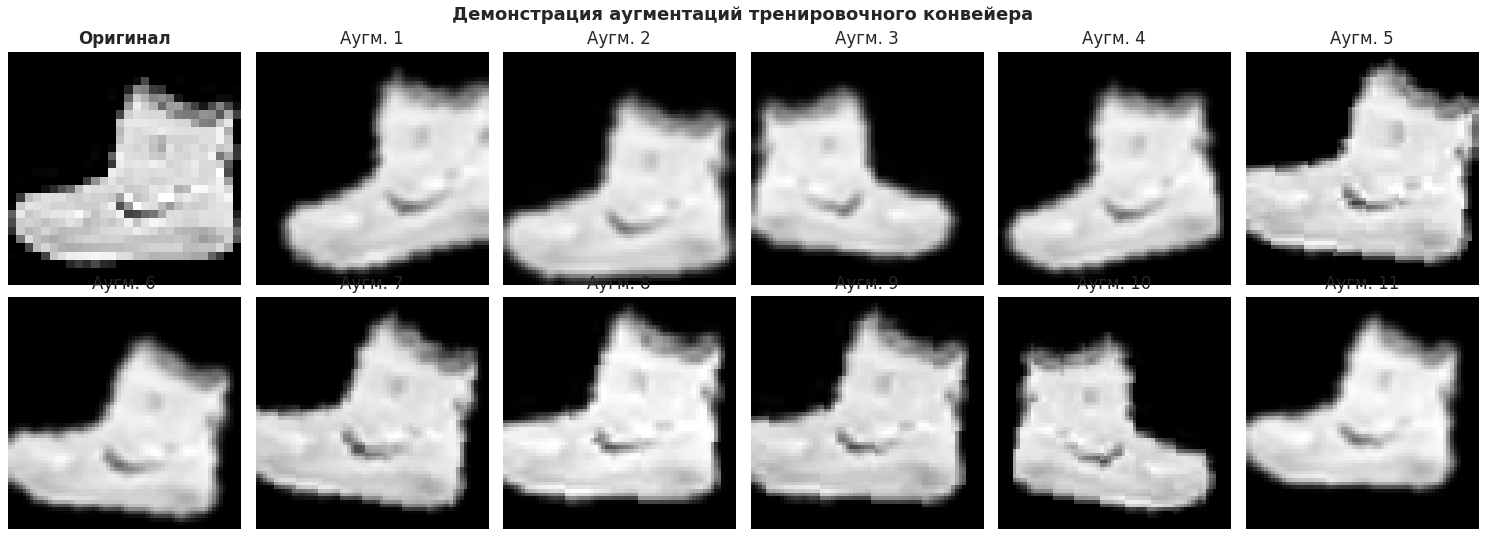 Демонстрация аугментаций тренировочного конвейера
Оригинал
Аугм. 1
Аугм. 2
Аугм. 3
Аугм. 4
Аугм. 5
Аугм. 6
Аугм. 7
Аугм. 8
Аугм. 9
Аугм. 10
Аугм. 11